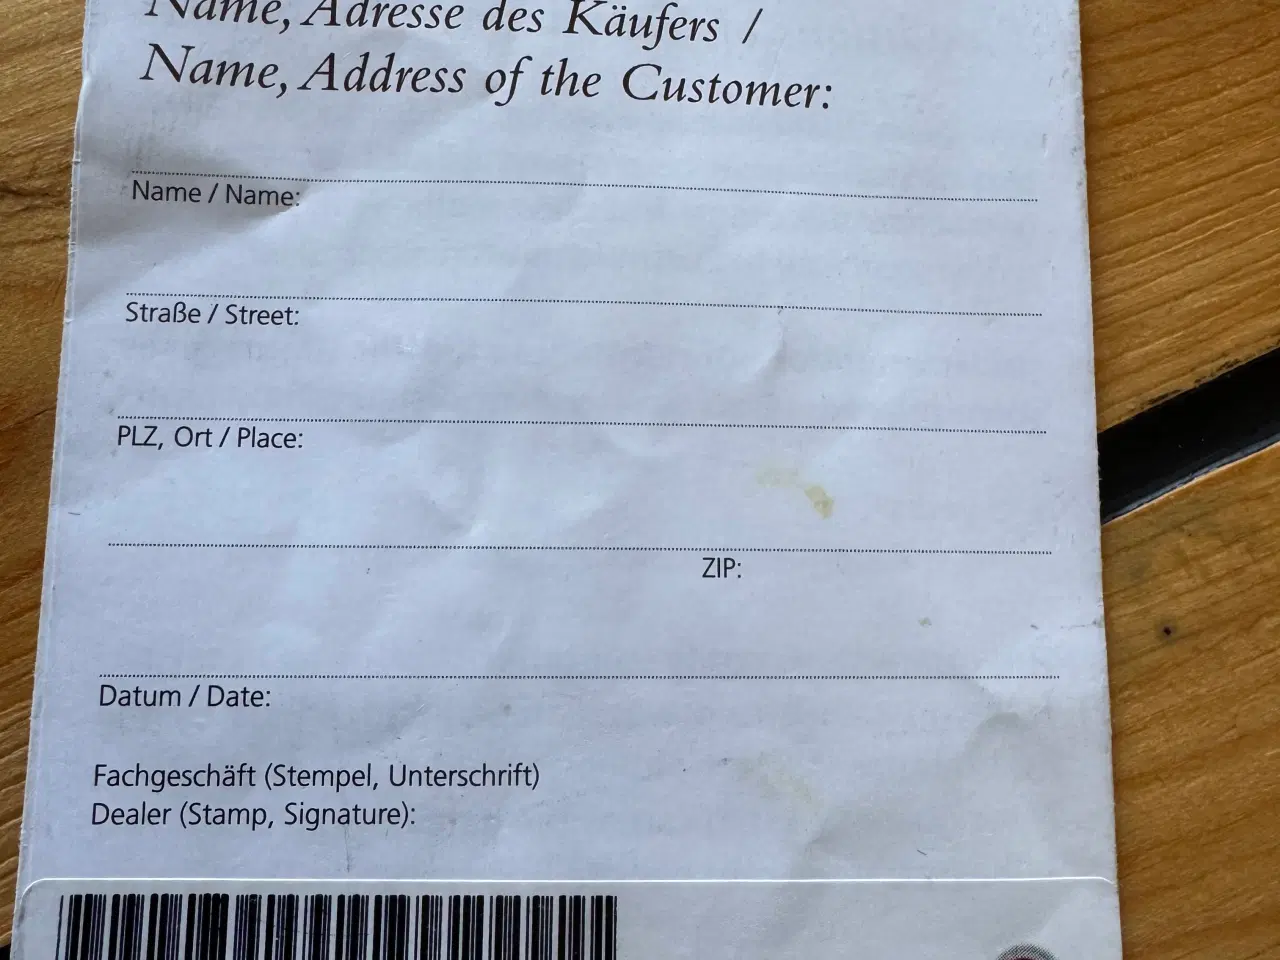 Name, Adresse des Käufers /
Name, Address of the Customer:
Name / Name:
Straße / Street:
PLZ, Ort / Place:
ZIP:
Datum / Date:
Fachgeschäft (Stempel, Unterschrift)
Dealer (Stamp, Signature):